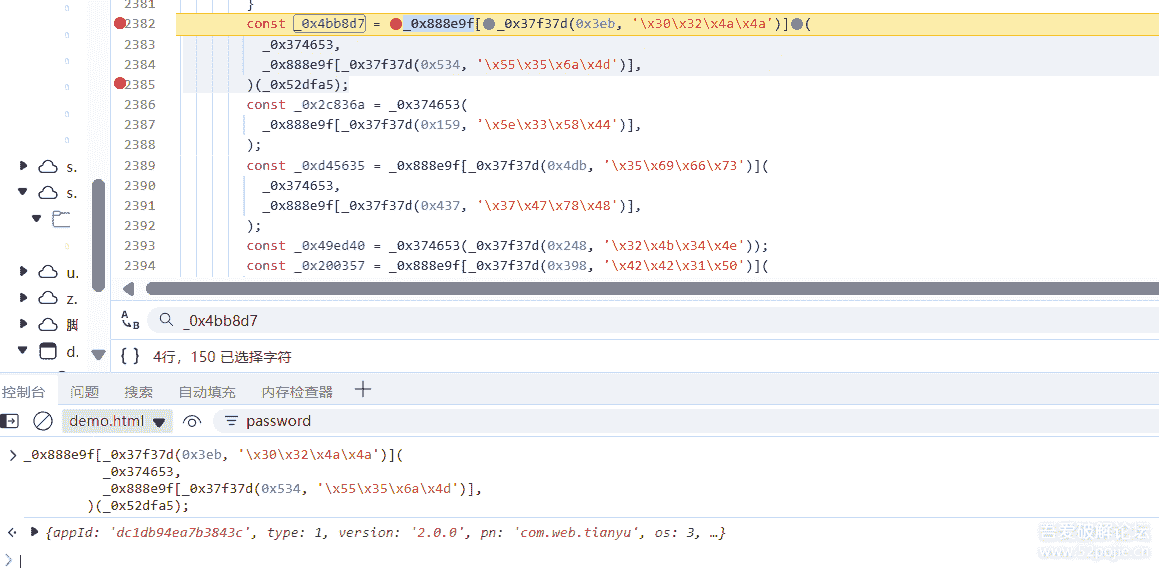 2381 }
2382 const _0x4bb8d7 = _0x888e9f[_0x37f37d(0x3eb, '\x30\x32\x4a\x4a')](
2383 _0x374653,
2384 _0x888e9f[_0x37f37d(0x534, '\x55\x35\x6a\x4d')],
2385 )(_0x52dfa5);
2386 const _0x2c836a = _0x374653(
2387 _0x888e9f[_0x37f37d(0x159, '\x5e\x33\x58\x44')],
2388 );
2389 const _0xd45635 = _0x888e9f[_0x37f37d(0x4db, '\x35\x69\x66\x73')](
2390 _0x374653,
2391 _0x888e9f[_0x37f37d(0x437, '\x37\x47\x78\x48')],
2392 );
2393 const _0x49ed40 = _0x374653(_0x37f37d(0x248, '\x32\x4b\x34\x4e'));
2394 const _0x200357 = _0x888e9f[_0x37f37d(0x398, '\x42\x42\x31\x50')](
s.
s.
u.
z.
脚
d.
_0x4bb8d7
{ } 4行，150 已选择字符
控制台 问题 搜索 自动填充 内存检查器
demo.html password
_0x888e9f[_0x37f37d(0x3eb, '\x30\x32\x4a\x4a')](
_0x374653,
_0x888e9f[_0x37f37d(0x534, '\x55\x35\x6a\x4d')],
)(_0x52dfa5);
{appId: 'dc1db94ea7b3843c', type: 1, version: '2.0.0', pn: 'com.web.tianyu', os: 3, …}
吾爱破解论坛
www.52pojie.cn